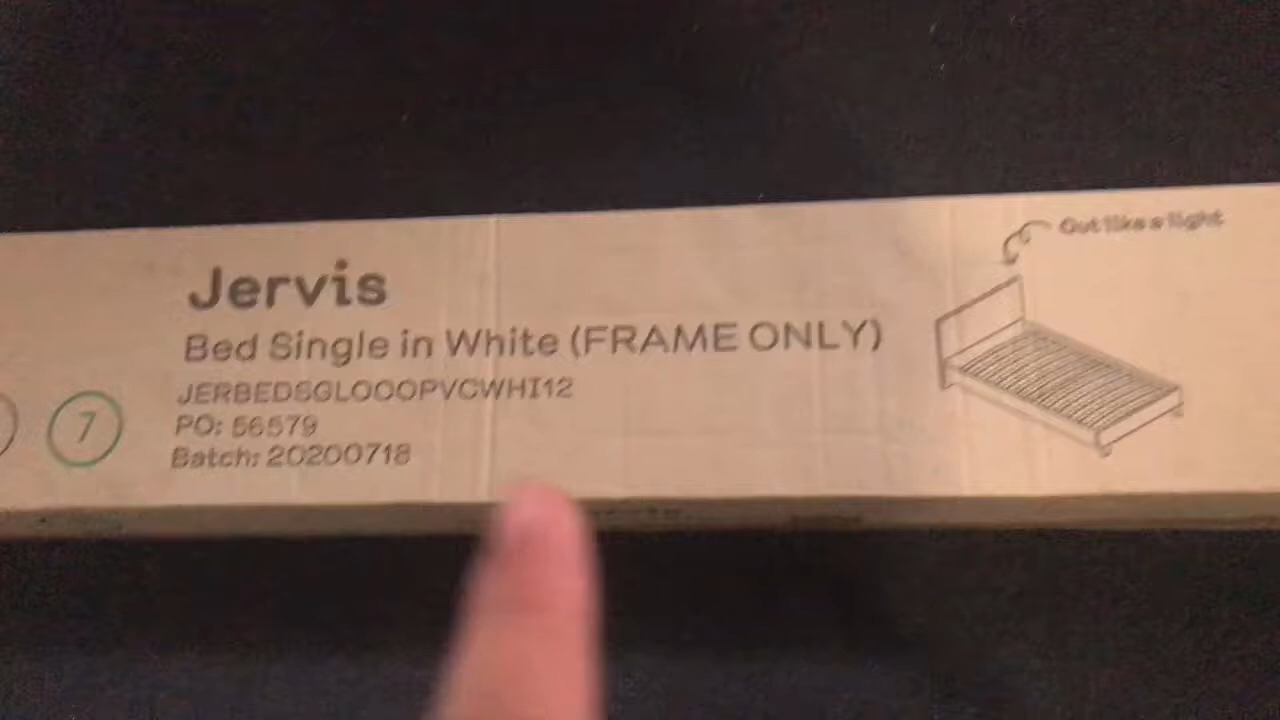 Out like a light
Jervis
Bed Single in White (FRAME ONLY)
JERBEDSGLOOOPVCWHI12
7
PO: 56579
Batch: 20200718